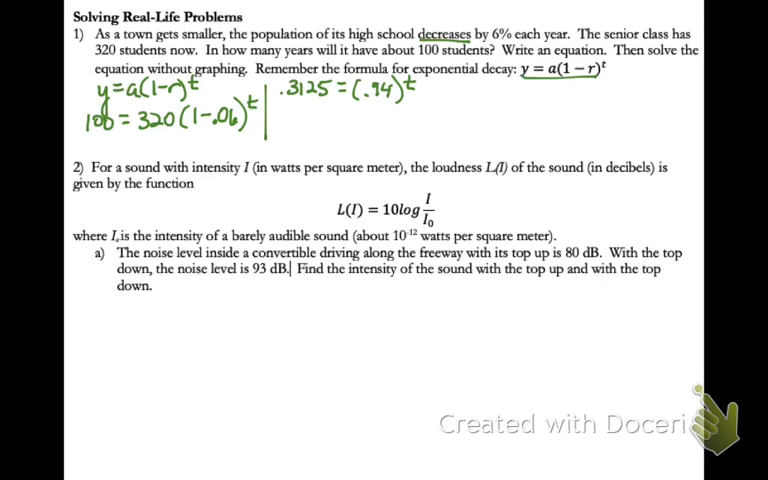 Solving Real-Life Problems
1) As a town gets smaller, the population of its high school decreases by 6% each year. The senior class has
320 students now. In how many years will it have about 100 students? Write an equation. Then solve the
equation without graphing. Remember the formula for exponential decay: y = a(1 − r)^t
y=a(1-r)^t
100 = 320(1-.06)^t
.3125 = (.94)^t
2) For a sound with intensity I (in watts per square meter), the loudness L(I) of the sound (in decibels) is
given by the function
L(I) = 10log I/I₀
where Iₒis the intensity of a barely audible sound (about 10⁻¹² watts per square meter).
a) The noise level inside a convertible driving along the freeway with its top up is 80 dB. With the top
down, the noise level is 93 dB. Find the intensity of the sound with the top up and with the top
down.
Created with Doceri